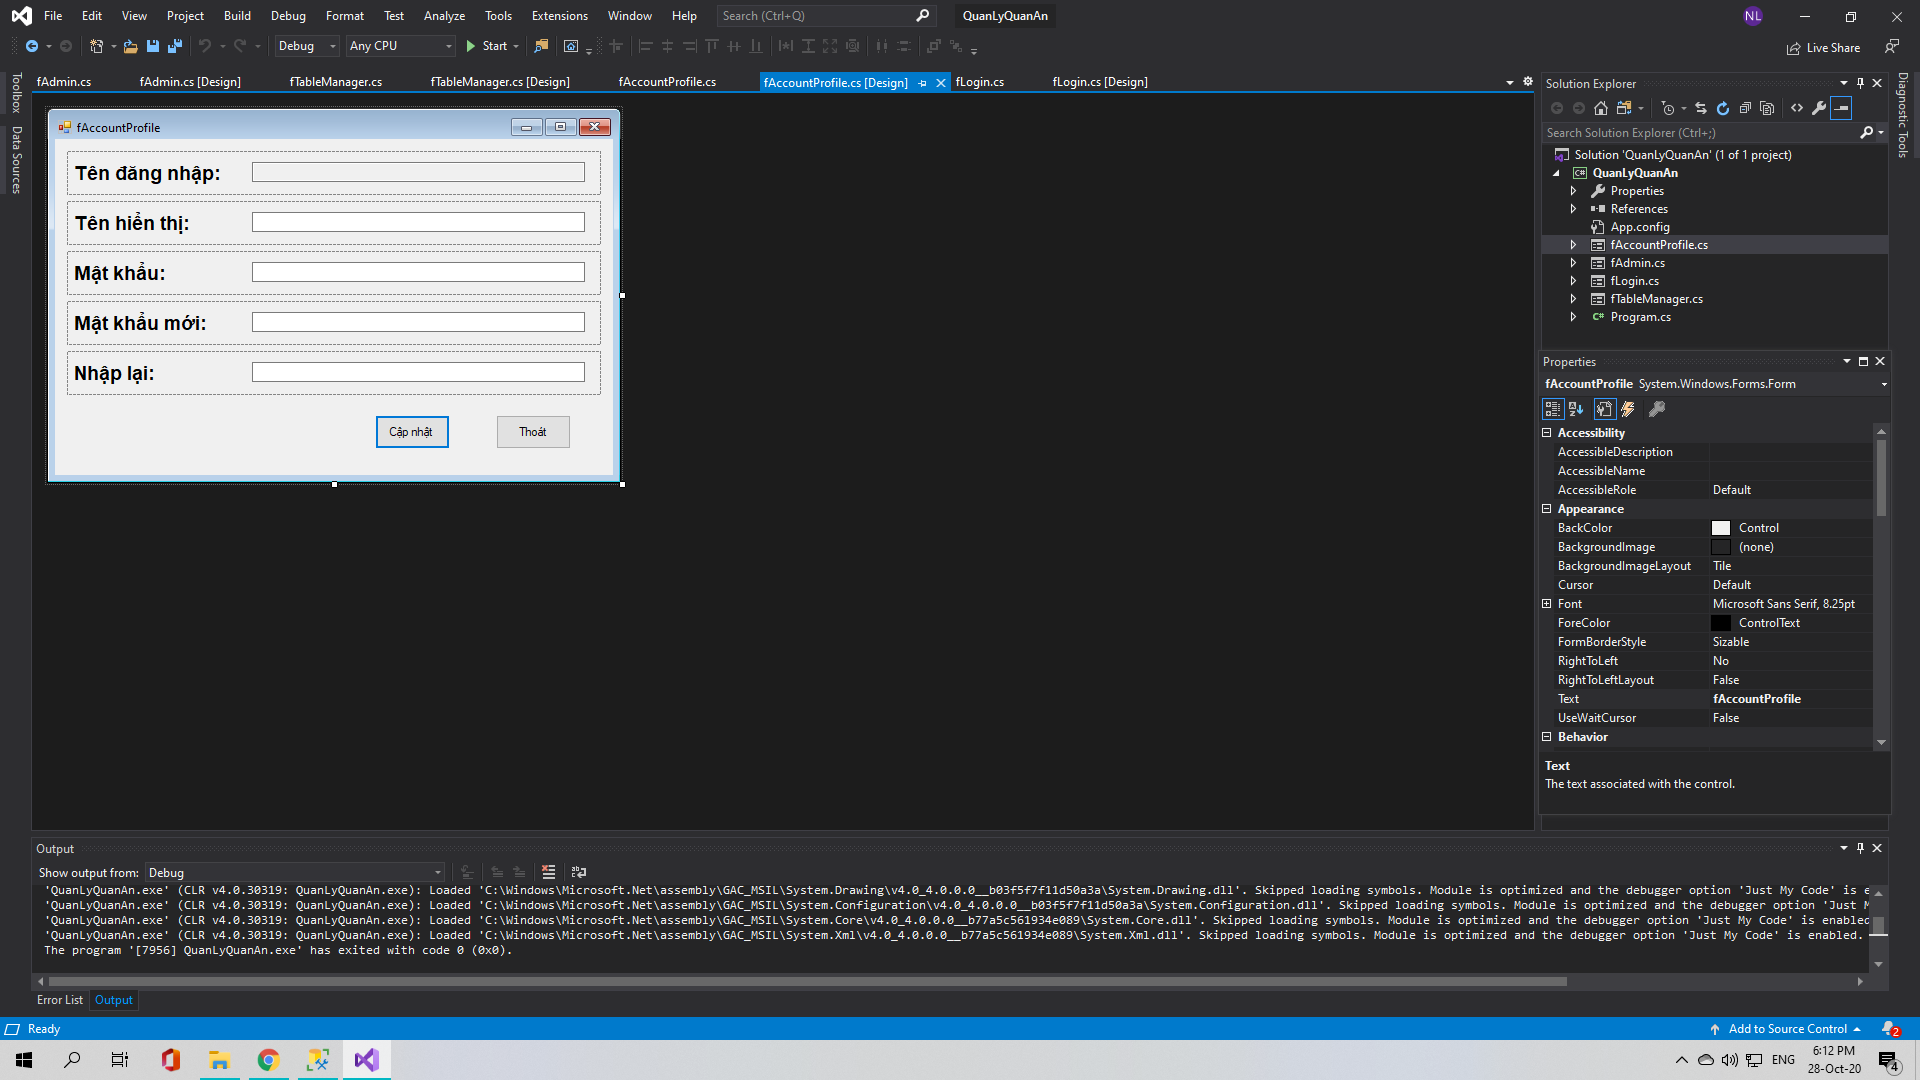 File Edit View Project Build Debug Format Test Analyze Tools Extensions Window Help Search (Ctrl+Q) QuanLyQuanAn NL
Debug Any CPU Start Live Share
Toolbox
Data Sources
fAdmin.cs fAdmin.cs [Design] fTableManager.cs fTableManager.cs [Design] fAccountProfile.cs fAccountProfile.cs [Design] fLogin.cs fLogin.cs [Design]
fAccountProfile
Tên đăng nhập:
Tên hiển thị:
Mật khẩu:
Mật khẩu mới:
Nhập lại:
Cập nhật Thoát
Solution Explorer
Search Solution Explorer (Ctrl+;)
Solution 'QuanLyQuanAn' (1 of 1 project)
QuanLyQuanAn
Properties
References
App.config
fAccountProfile.cs
fAdmin.cs
fLogin.cs
fTableManager.cs
Program.cs
Diagnostic Tools
Properties
fAccountProfile System.Windows.Forms.Form
Accessibility
AccessibleDescription
AccessibleName
AccessibleRole Default
Appearance
BackColor Control
BackgroundImage (none)
BackgroundImageLayout Tile
Cursor Default
Font Microsoft Sans Serif, 8.25pt
ForeColor ControlText
FormBorderStyle Sizable
RightToLeft No
RightToLeftLayout False
Text fAccountProfile
UseWaitCursor False
Behavior
Text
The text associated with the control.
Output
Show output from: Debug
'QuanLyQuanAn.exe' (CLR v4.0.30319: QuanLyQuanAn.exe): Loaded 'C:\Windows\Microsoft.Net\assembly\GAC_MSIL\System.Drawing\v4.0_4.0.0.0__b03f5f7f11d50a3a\System.Drawing.dll'. Skipped loading symbols. Module is optimized and the debugger option 'Just My Code' is e
'QuanLyQuanAn.exe' (CLR v4.0.30319: QuanLyQuanAn.exe): Loaded 'C:\Windows\Microsoft.Net\assembly\GAC_MSIL\System.Configuration\v4.0_4.0.0.0__b03f5f7f11d50a3a\System.Configuration.dll'. Skipped loading symbols. Module is optimized and the debugger option 'Just M
'QuanLyQuanAn.exe' (CLR v4.0.30319: QuanLyQuanAn.exe): Loaded 'C:\Windows\Microsoft.Net\assembly\GAC_MSIL\System.Core\v4.0_4.0.0.0__b77a5c561934e089\System.Core.dll'. Skipped loading symbols. Module is optimized and the debugger option 'Just My Code' is enabled
'QuanLyQuanAn.exe' (CLR v4.0.30319: QuanLyQuanAn.exe): Loaded 'C:\Windows\Microsoft.Net\assembly\GAC_MSIL\System.Xml\v4.0_4.0.0.0__b77a5c561934e089\System.Xml.dll'. Skipped loading symbols. Module is optimized and the debugger option 'Just My Code' is enabled.
The program '[7956] QuanLyQuanAn.exe' has exited with code 0 (0x0).
Error List Output
Ready Add to Source Control 2
ENG 6:12 PM
28-Oct-20 4